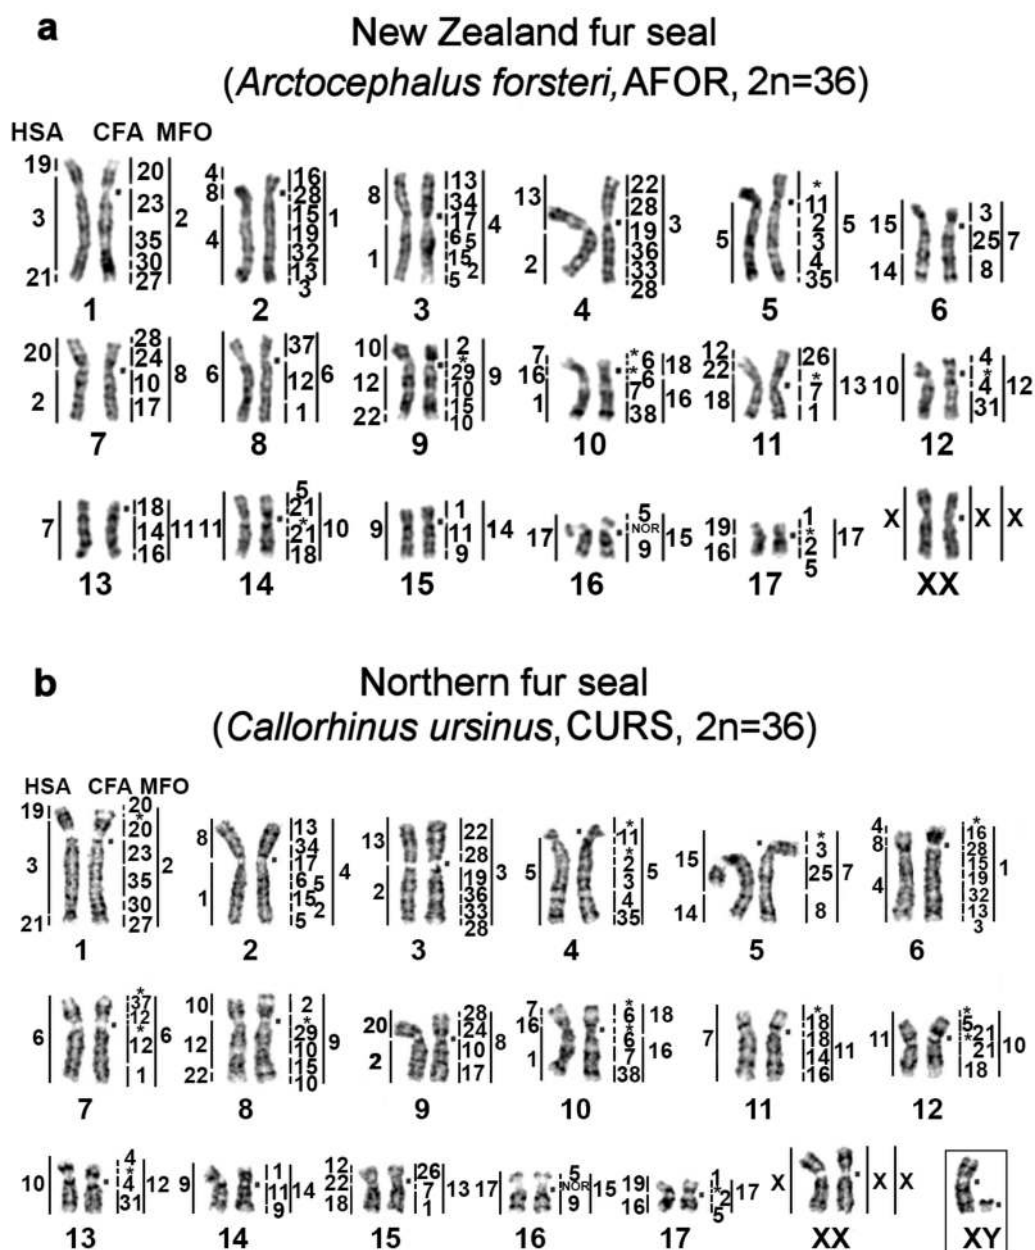 a
New Zealand fur seal
(Arctocephalus forsteri, AFOR, 2n=36)
HSA CFA MFO
19 3 21 20 23 35 30 27 2
1
4 8 4 16 28 15 19 32 13 3 1
2
8 1 13 34 17 6 5 15 2 5 4
3
13 2 22 28 19 36 33 28 3
4
5 * 11 2 3 4 35 5
5
15 14 3 25 8 7
6
20 2 28 24 10 17 8
7
6 37 12 1 6
8
10 12 22 2 * 29 10 15 10 9
9
7 16 1 * 6 * 6 7 38 18 16
10
12 22 18 26 * 7 1 13
11
10 4 * 4 31 12
12
7 18 14 16 11
13
11 5 21 * 21 18 10
14
9 1 11 9 14
15
17 5 NOR 9 15
16
19 16 1 * 2 5 17
17
X X X
XX
b
Northern fur seal
(Callorhinus ursinus, CURS, 2n=36)
HSA CFA MFO
19 3 21 20 * 20 23 35 30 27 2
1
8 1 13 34 17 6 5 15 2 5 4
2
13 2 22 28 19 36 33 28 3
3
5 * 11 * 2 3 4 35 5
4
15 14 * 3 25 8 7
5
4 8 4 * 16 28 15 19 32 13 3 1
6
6 * 37 12 * 12 1 6
7
10 12 22 2 * 29 10 15 10 9
8
20 2 28 24 10 17 8
9
7 16 1 * 6 * 6 7 38 18 16
10
7 * 18 18 14 16 11
11
11 * 5 21 * 21 18 10
12
10 4 * 4 31 12
13
9 1 11 9 14
14
12 22 18 26 7 1 13
15
17 5 NOR 9 15
16
19 16 1 * 2 5 17
17
X X X
XX
XY